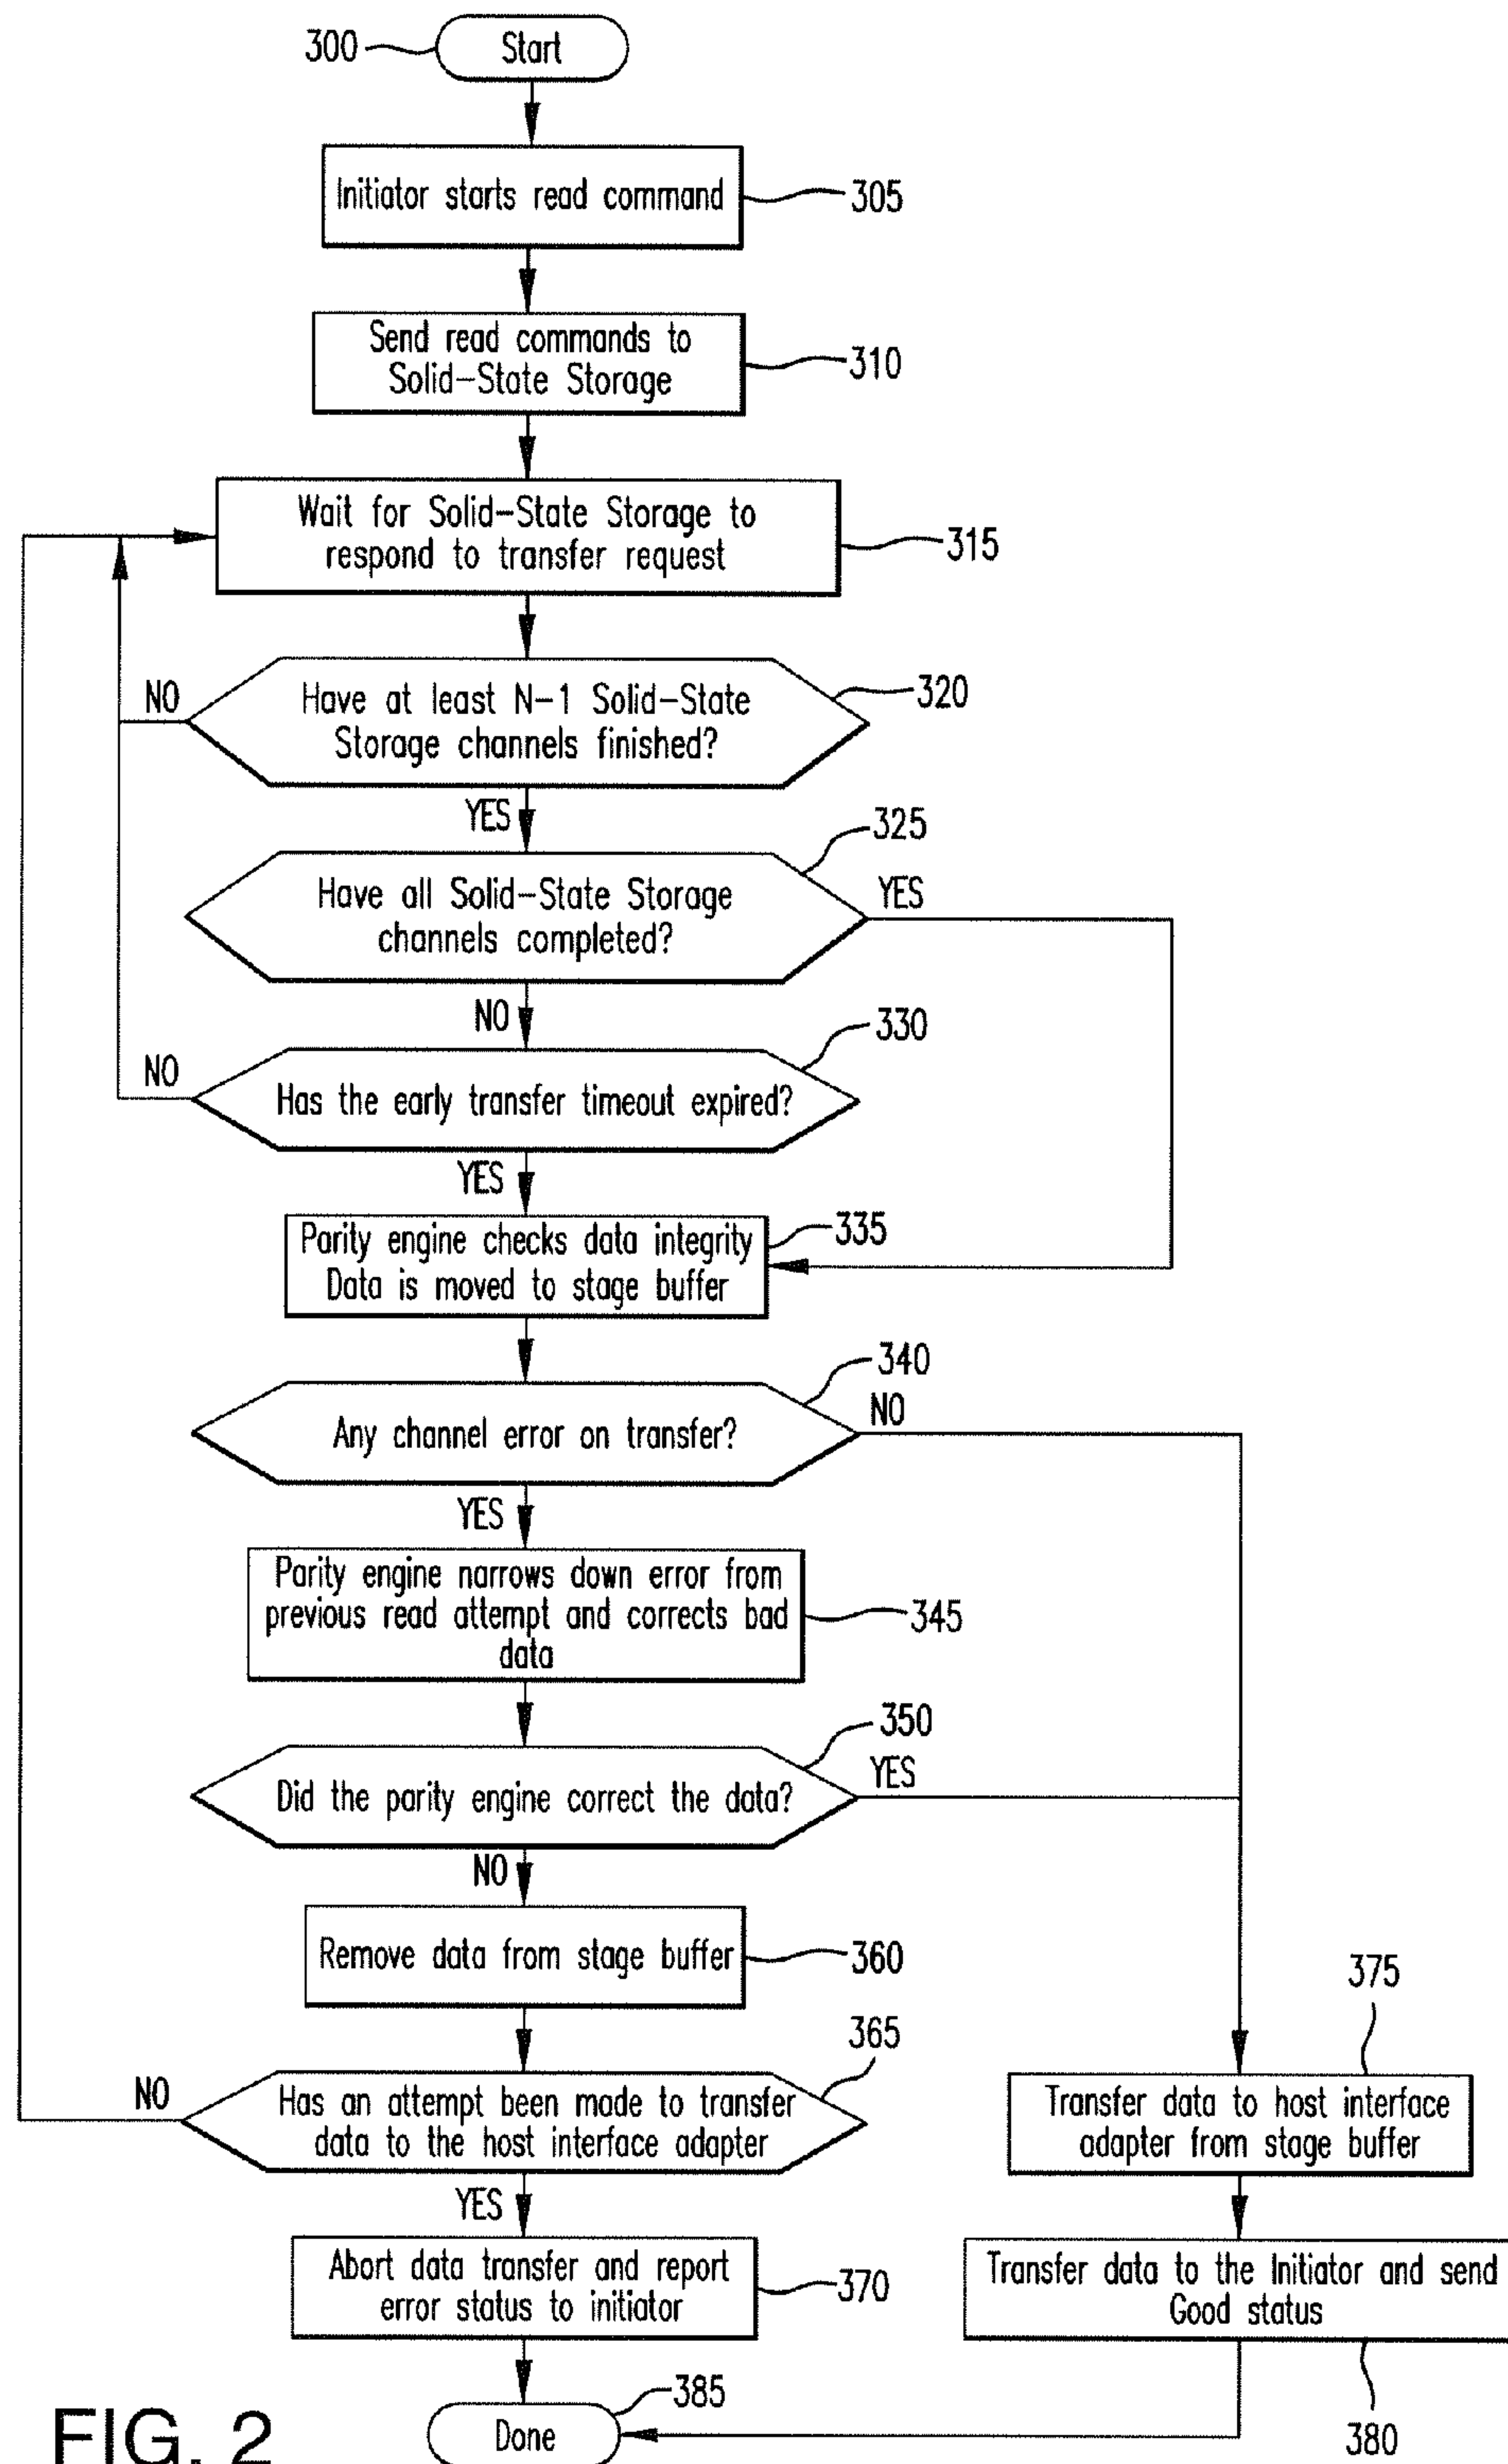 300
Start
Initiator starts read command
305
Send read commands to
Solid-State Storage
310
Wait for Solid-State Storage to
respond to transfer request
315
NO
Have at least N-1 Solid-State
Storage channels finished?
320
YES
325
Have all Solid-State Storage
channels completed?
YES
NO
330
NO
Has the early transfer timeout expired?
YES
Parity engine checks data integrity
Data is moved to stage buffer
335
340
Any channel error on transfer?
NO
YES
Parity engine narrows down error from
previous read attempt and corrects bad
data
345
350
Did the parity engine correct the data?
YES
NO
Remove data from stage buffer
360
365
NO
Has an attempt been made to transfer
data to the host interface adapter
375
Transfer data to host interface
adapter from stage buffer
YES
Abort data transfer and report
error status to initiator
370
Transfer data to the Initiator and send
Good status
380
385
Done
FIG. 2